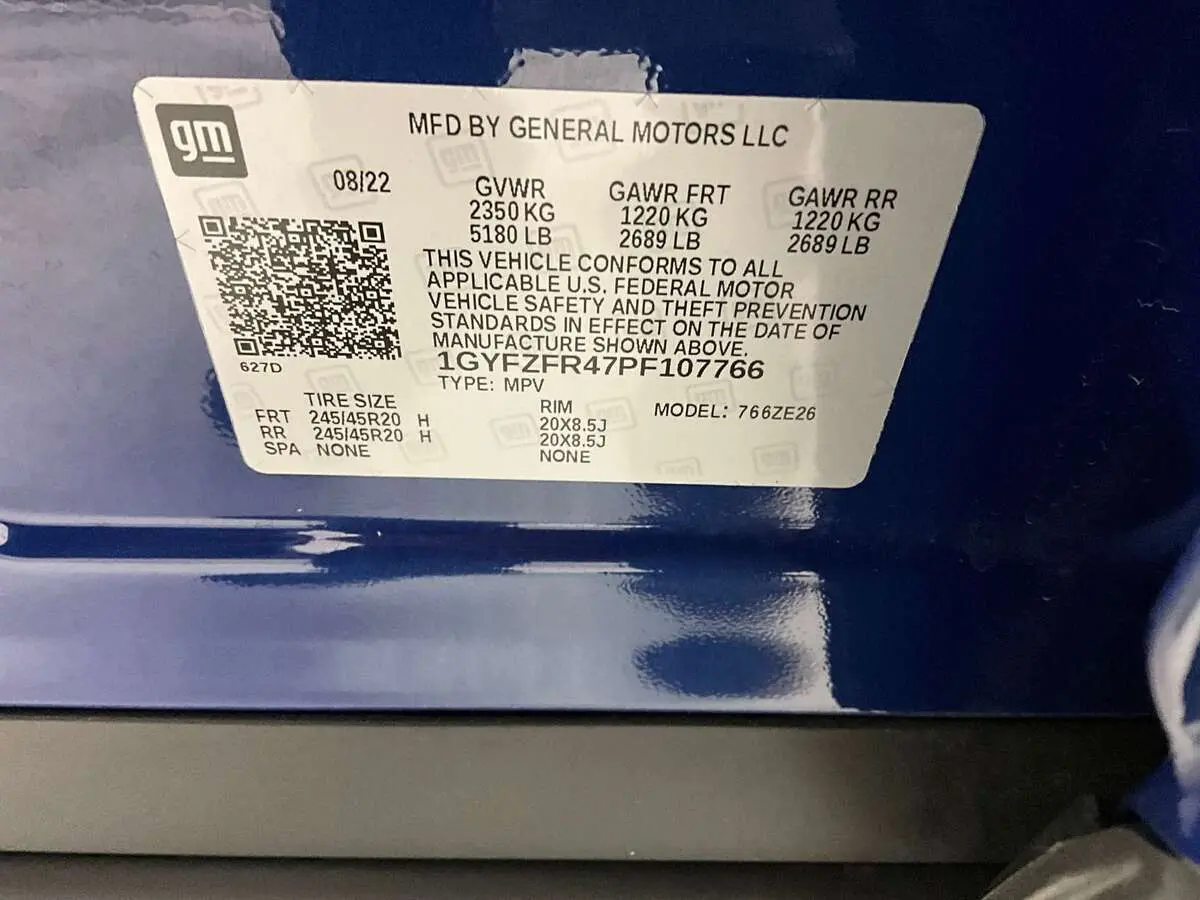 gm
MFD BY GENERAL MOTORS LLC
08/22
GVWR GAWR FRT GAWR RR
2350 KG 1220 KG 1220 KG
5180 LB 2689 LB 2689 LB
THIS VEHICLE CONFORMS TO ALL
APPLICABLE U.S. FEDERAL MOTOR
VEHICLE SAFETY AND THEFT PREVENTION
STANDARDS IN EFFECT ON THE DATE OF
MANUFACTURE SHOWN ABOVE.
627D
1GYFZFR47PF107766
TYPE: MPV
TIRE SIZE RIM MODEL: 766ZE26
FRT 245/45R20 H 20X8.5J
RR 245/45R20 H 20X8.5J
SPA NONE NONE